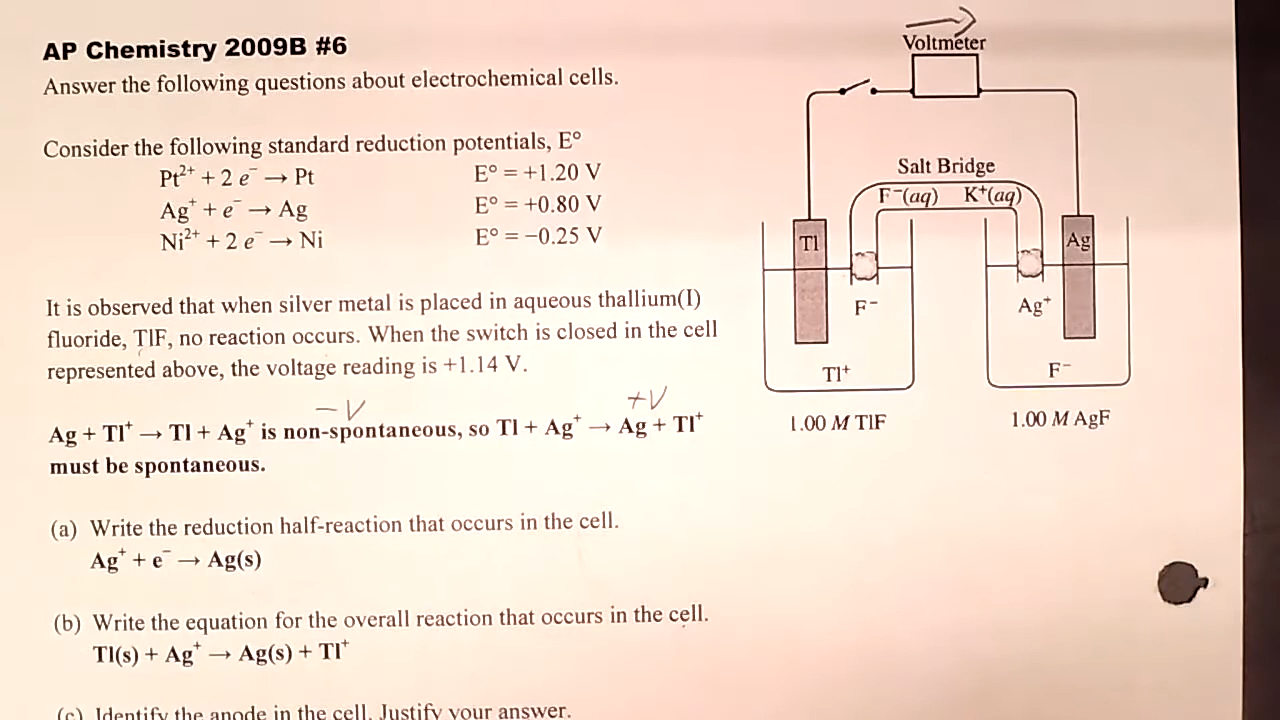 AP Chemistry 2009B #6
Answer the following questions about electrochemical cells.
Consider the following standard reduction potentials, E°
Pt²⁺ + 2 e⁻ → Pt E° = +1.20 V
Ag⁺ + e⁻ → Ag E° = +0.80 V
Ni²⁺ + 2 e⁻ → Ni E° = −0.25 V
It is observed that when silver metal is placed in aqueous thallium(I)
fluoride, TlF, no reaction occurs. When the switch is closed in the cell
represented above, the voltage reading is +1.14 V.
−V +V
Ag + Tl⁺ → Tl + Ag⁺ is non-spontaneous, so Tl + Ag⁺ → Ag + Tl⁺
must be spontaneous.
(a) Write the reduction half-reaction that occurs in the cell.
Ag⁺ + e⁻ → Ag(s)
(b) Write the equation for the overall reaction that occurs in the cell.
Tl(s) + Ag⁺ → Ag(s) + Tl⁺
(c) Identify the anode in the cell. Justify your answer.
Voltmeter
Salt Bridge
F⁻(aq) K⁺(aq)
Tl Ag
F⁻ Ag⁺
Tl⁺ F⁻
1.00 M TlF 1.00 M AgF